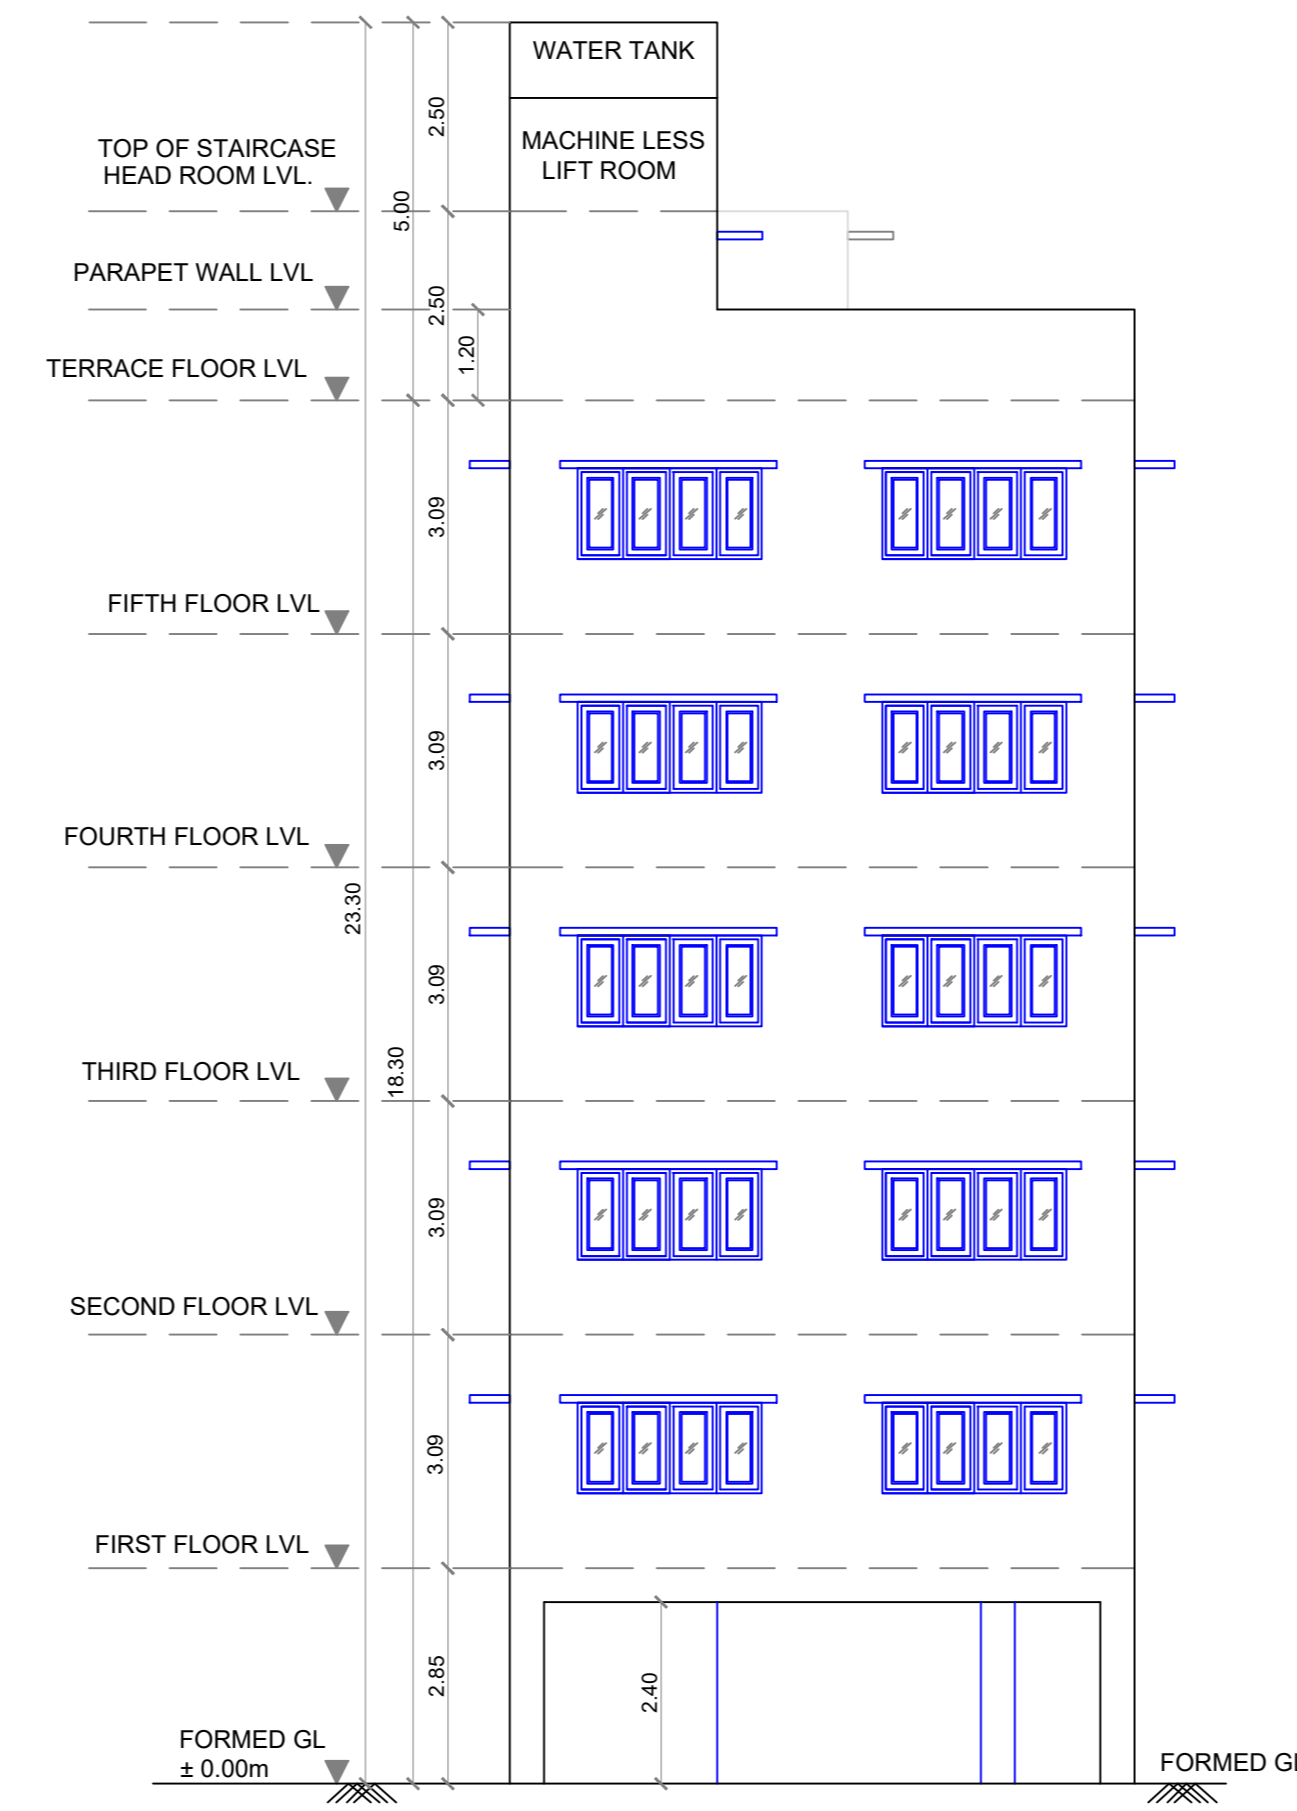 WATER TANK
2.50
MACHINE LESS
LIFT ROOM
TOP OF STAIRCASE
HEAD ROOM LVL.
5.00
PARAPET WALL LVL
2.50
1.20
TERRACE FLOOR LVL
3.09
FIFTH FLOOR LVL
3.09
FOURTH FLOOR LVL
23.30
3.09
18.30
THIRD FLOOR LVL
3.09
SECOND FLOOR LVL
3.09
FIRST FLOOR LVL
2.85
2.40
FORMED GL
± 0.00m
FORMED GL